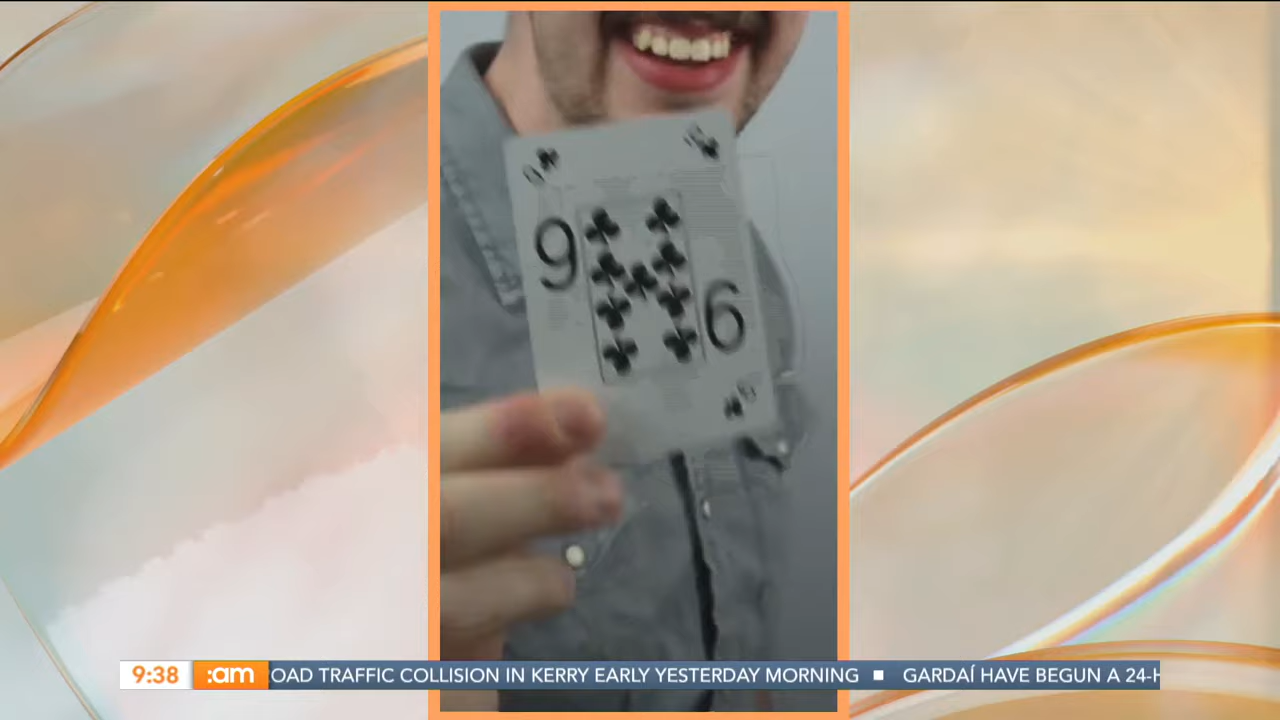 9
6
9:38 :am OAD TRAFFIC COLLISION IN KERRY EARLY YESTERDAY MORNING ■ GARDAÍ HAVE BEGUN A 24-